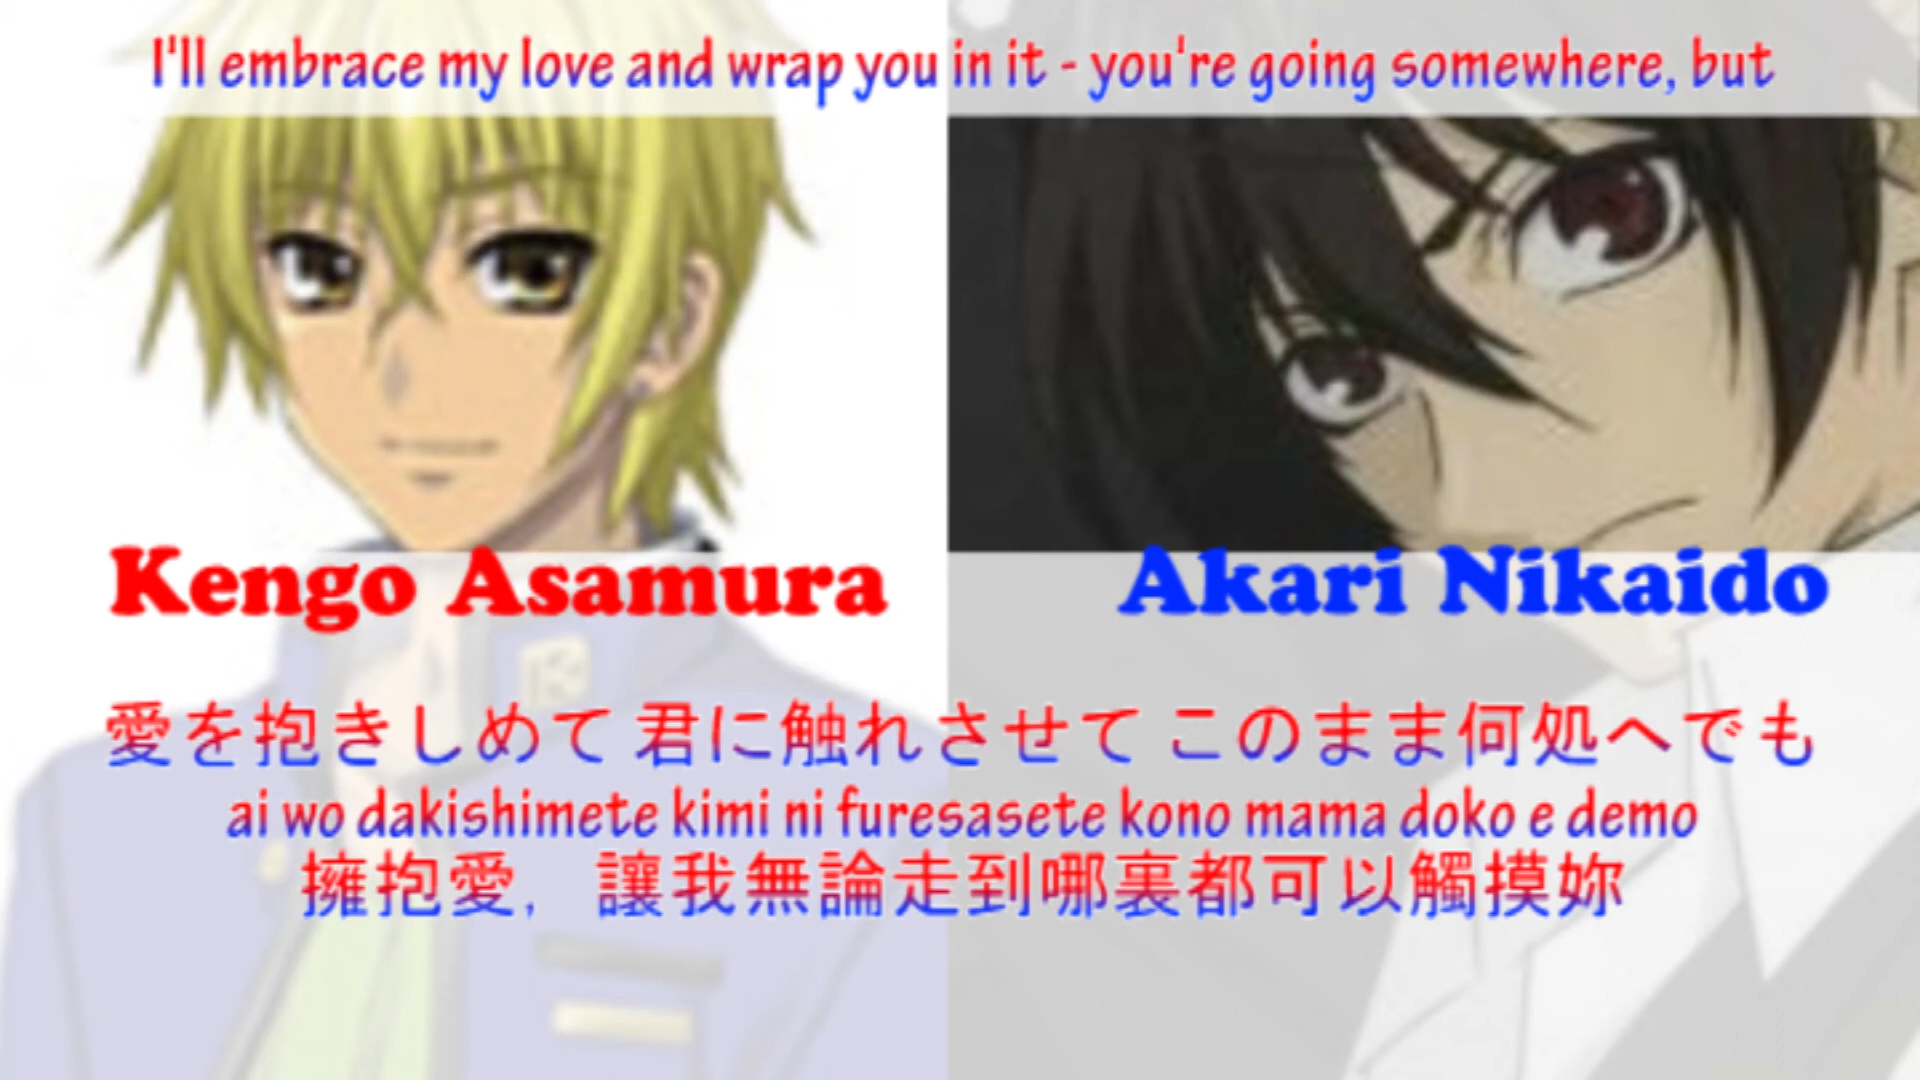 I'll embrace my love and wrap you in it - you're going somewhere, but
Kengo Asamura
Akari Nikaido
愛を抱きしめて 君に触れさせて このまま何処へでも
ai wo dakishimete kimi ni furesasete kono mama doko e demo
擁抱愛，讓我無論走到哪裏都可以觸摸妳